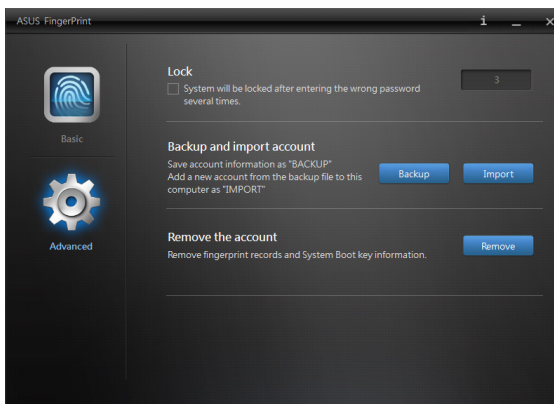 ASUS FingerPrint
Basic
Advanced
Lock
System will be locked after entering the wrong password
several times.
3
Backup and import account
Save account information as "BACKUP"
Add a new account from the backup file to this
computer as "IMPORT"
Backup
Import
Remove the account
Remove fingerprint records and System Boot key information.
Remove